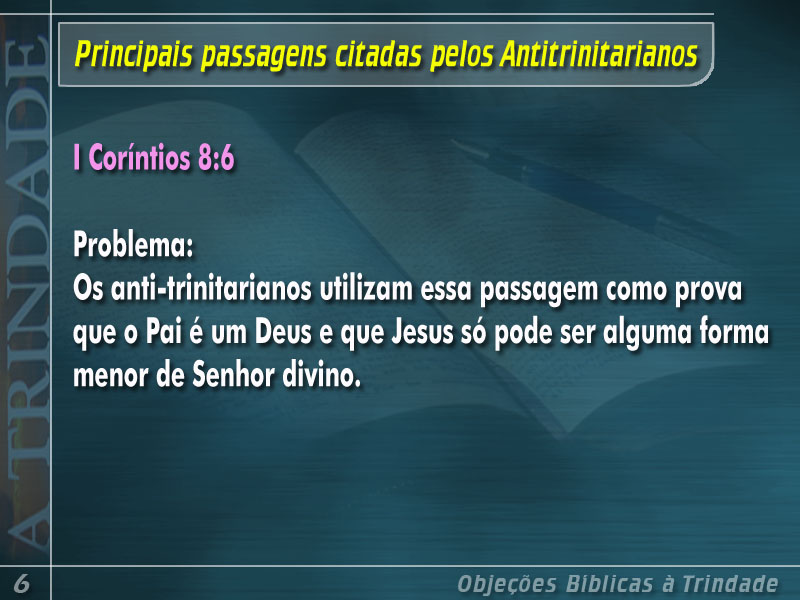 Principais passagens citadas pelos Antitrinitarianos
A TRINDADE
I Coríntios 8:6
Problema:
Os anti-trinitarianos utilizam essa passagem como prova
que o Pai é um Deus e que Jesus só pode ser alguma forma
menor de Senhor divino.
6
Objeções Bíblicas à Trindade